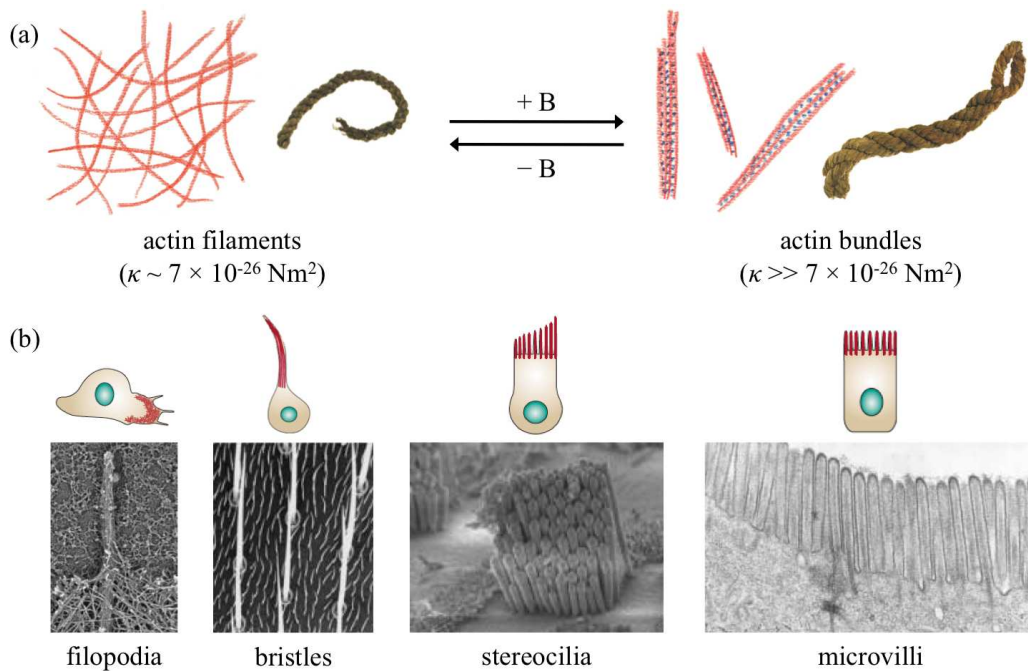 (a)
+ B
− B
actin filaments
(κ ~ 7 × 10⁻²⁶ Nm²)
actin bundles
(κ >> 7 × 10⁻²⁶ Nm²)
(b)
filopodia
bristles
stereocilia
microvilli